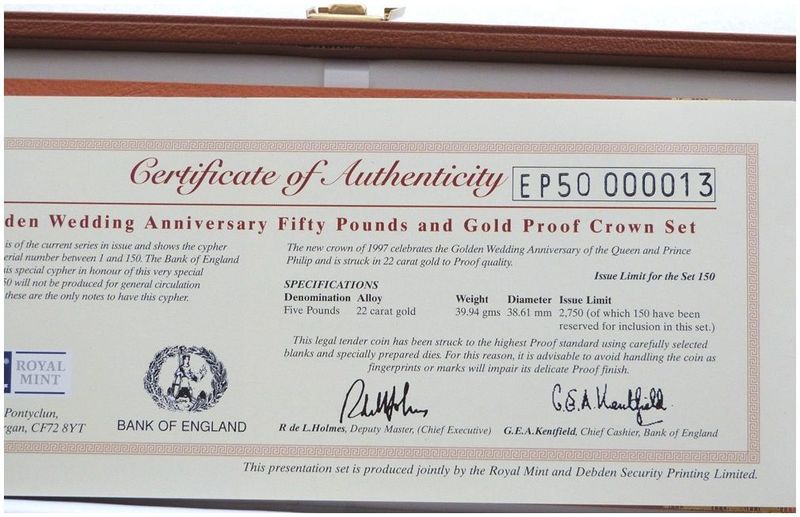 Certificate of Authenticity EP50 000013
den Wedding Anniversary Fifty Pounds and Gold Proof Crown Set
is of the current series in issue and shows the cypher
erial number between 1 and 150. The Bank of England
is special cypher in honour of this very special
50 will not be produced for general circulation
these are the only notes to have this cypher.
The new crown of 1997 celebrates the Golden Wedding Anniversary of the Queen and Prince
Philip and is struck in 22 carat gold to Proof quality.
Issue Limit for the Set 150
SPECIFICATIONS
Denomination Alloy Weight Diameter Issue Limit
Five Pounds 22 carat gold 39.94 gms 38.61 mm 2,750 (of which 150 have been
reserved for inclusion in this set.)
This legal tender coin has been struck to the highest Proof standard using carefully selected
blanks and specially prepared dies. For this reason, it is advisable to avoid handling the coin as
fingerprints or marks will impair its delicate Proof finish.
ROYAL
MINT
Pontyclun,
rgan, CF72 8YT
BANK OF ENGLAND
G.E.A Kentfield
R de L.Holmes, Deputy Master, (Chief Executive) G.E.A.Kentfield, Chief Cashier, Bank of England
This presentation set is produced jointly by the Royal Mint and Debden Security Printing Limited.